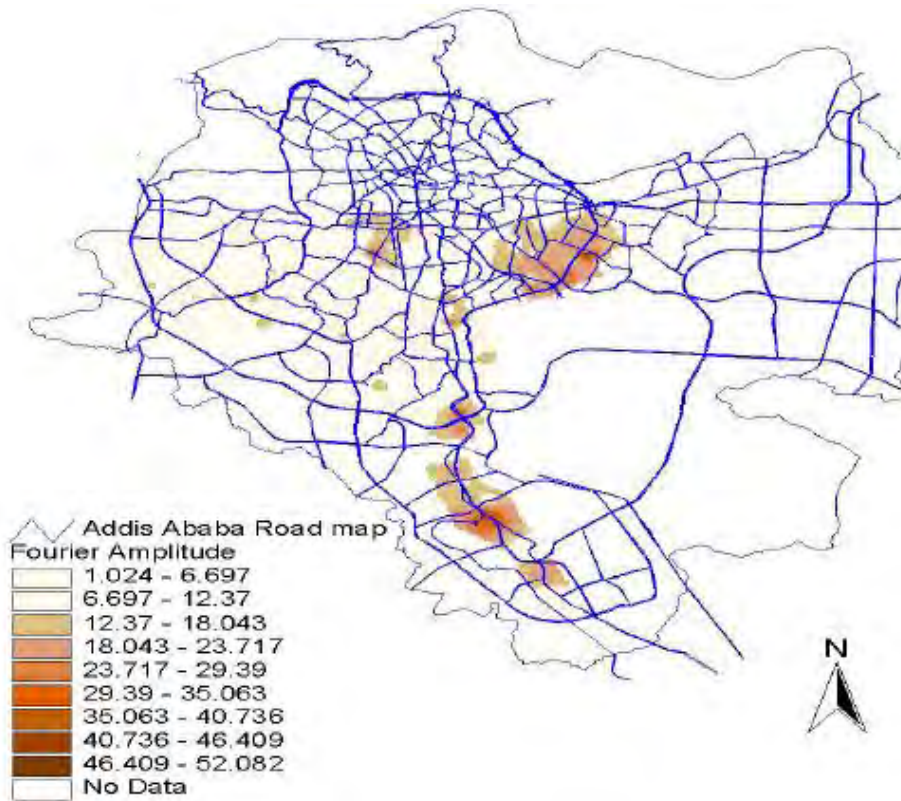 N
Addis Ababa Road map
Fourier Amplitude
1.024 - 6.697
6.697 - 12.37
12.37 - 18.043
18.043 - 23.717
23.717 - 29.39
29.39 - 35.063
35.063 - 40.736
40.736 - 46.409
46.409 - 52.082
No Data